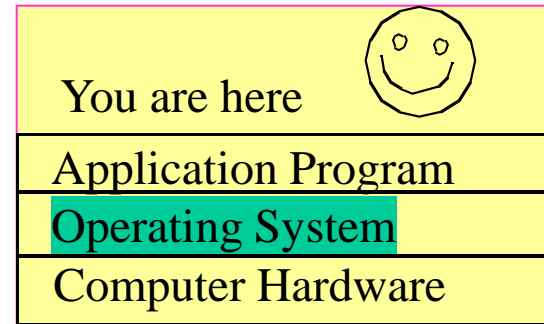 You are here
Application Program
Operating System
Computer Hardware